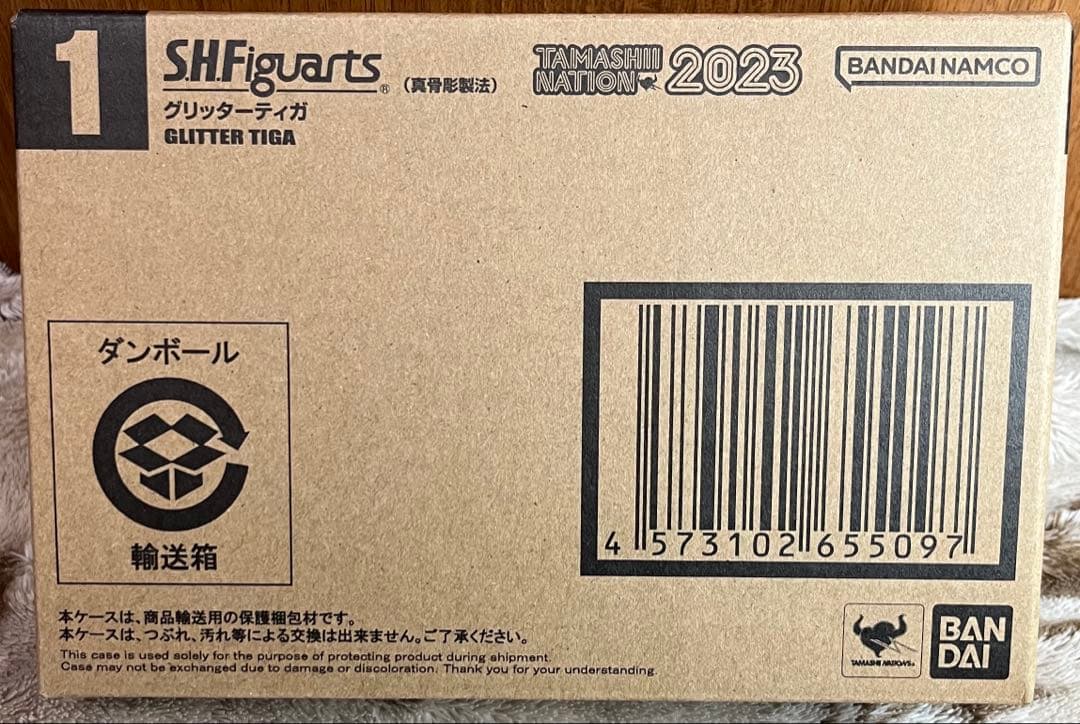 1
S.H.Figuarts® (真骨彫製法)
グリッターティガ
GLITTER TIGA
TAMASHII
NATION 2023
BANDAI NAMCO
ダンボール
輸送箱
4 573102 655097
本ケースは、商品輸送用の保護梱包材です。
本ケースは、つぶれ、汚れ等による交換は出来ません。ご了承ください。
This case is used solely for the purpose of protecting product during shipment.
Case may not be exchanged due to damage or discoloration. Thank you for your understanding.
TAMASHII NATIONS®
BAN
DAI